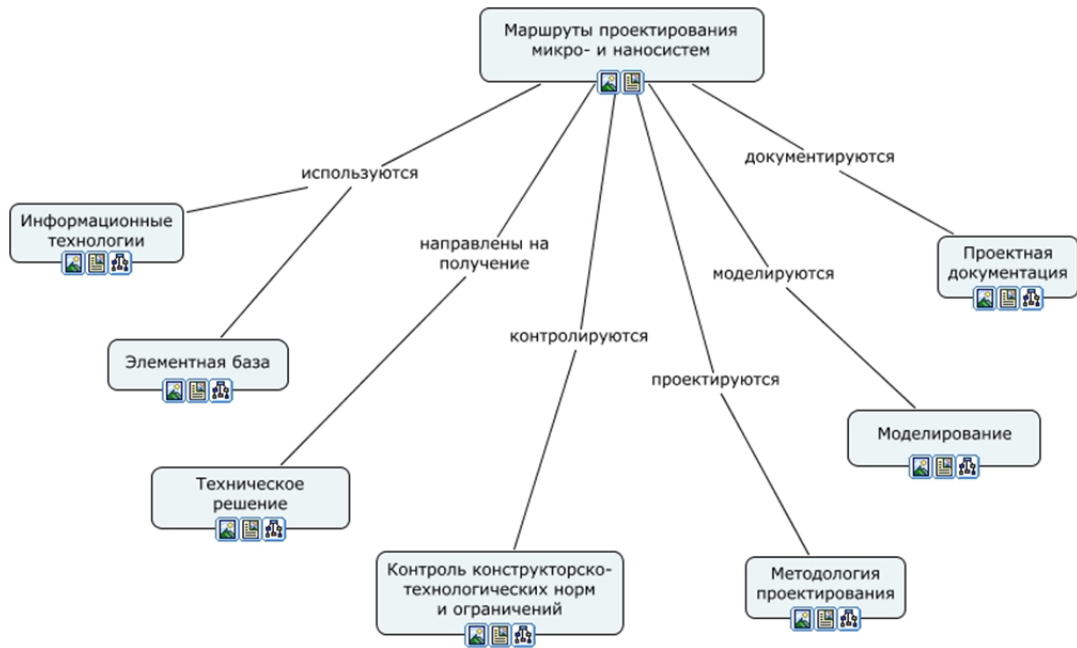 Маршруты проектирования
микро- и наносистем
документируются
используются
Информационные
технологии
направлены на
получение
Проектная
документация
моделируются
контролируются
Элементная база
проектируются
Моделирование
Техническое
решение
Контроль конструкторско-
технологических норм
и ограничений
Методология
проектирования